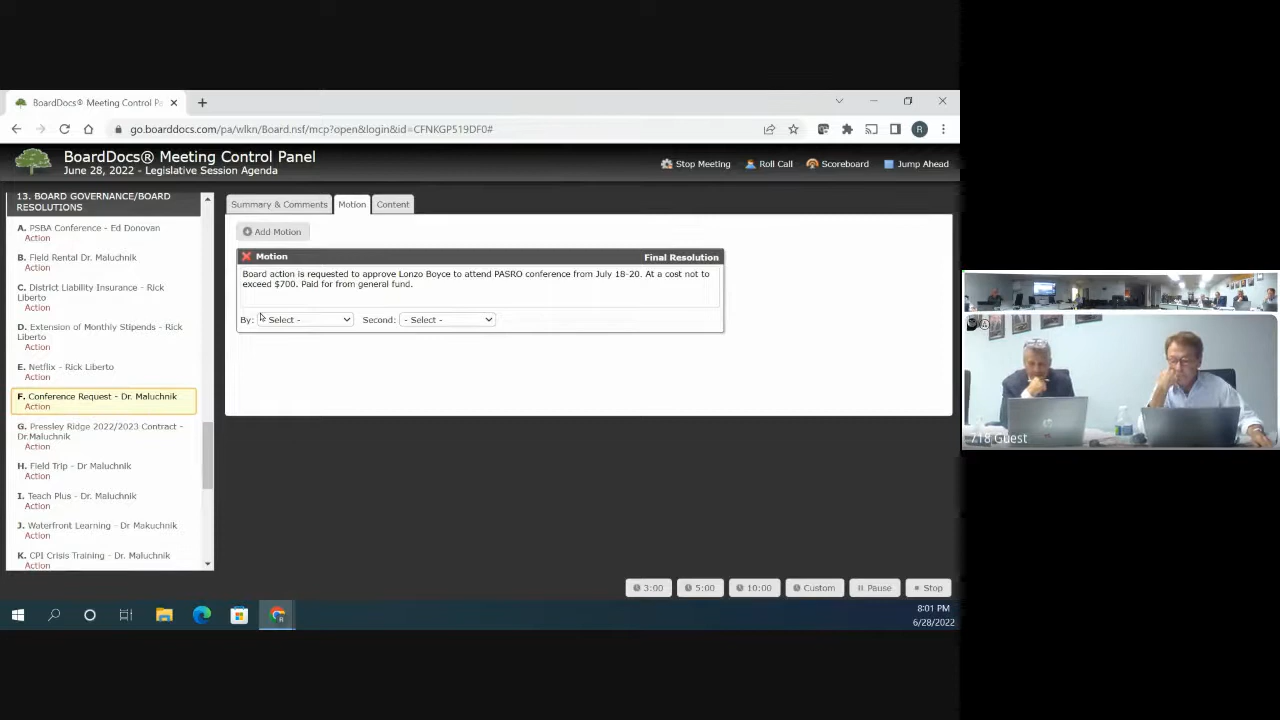 BoardDocs® Meeting Control Pa
go.boarddocs.com/pa/wlkn/Board.nsf/mcp?open&login&id=CFNKGP519DF0#
R
BoardDocs® Meeting Control Panel
June 28, 2022 - Legislative Session Agenda
Stop Meeting
Roll Call
Scoreboard
Jump Ahead
13. BOARD GOVERNANCE/BOARD
RESOLUTIONS
A. PSBA Conference - Ed Donovan
Action
B. Field Rental Dr. Maluchnik
Action
C. District Liability Insurance - Rick
Liberto
Action
D. Extension of Monthly Stipends - Rick
Liberto
Action
E. Netflix - Rick Liberto
Action
F. Conference Request - Dr. Maluchnik
Action
G. Pressley Ridge 2022/2023 Contract -
Dr.Maluchnik
Action
H. Field Trip - Dr Maluchnik
Action
I. Teach Plus - Dr. Maluchnik
Action
J. Waterfront Learning - Dr Makuchnik
Action
K. CPI Crisis Training - Dr. Maluchnik
Action
Summary & Comments
Motion
Content
Add Motion
Motion
Final Resolution
Board action is requested to approve Lonzo Boyce to attend PASRO conference from July 18-20. At a cost not to
exceed $700. Paid for from general fund.
By: - Select - Second: - Select -
718 Guest
3:00
5:00
10:00
Custom
Pause
Stop
8:01 PM
6/28/2022